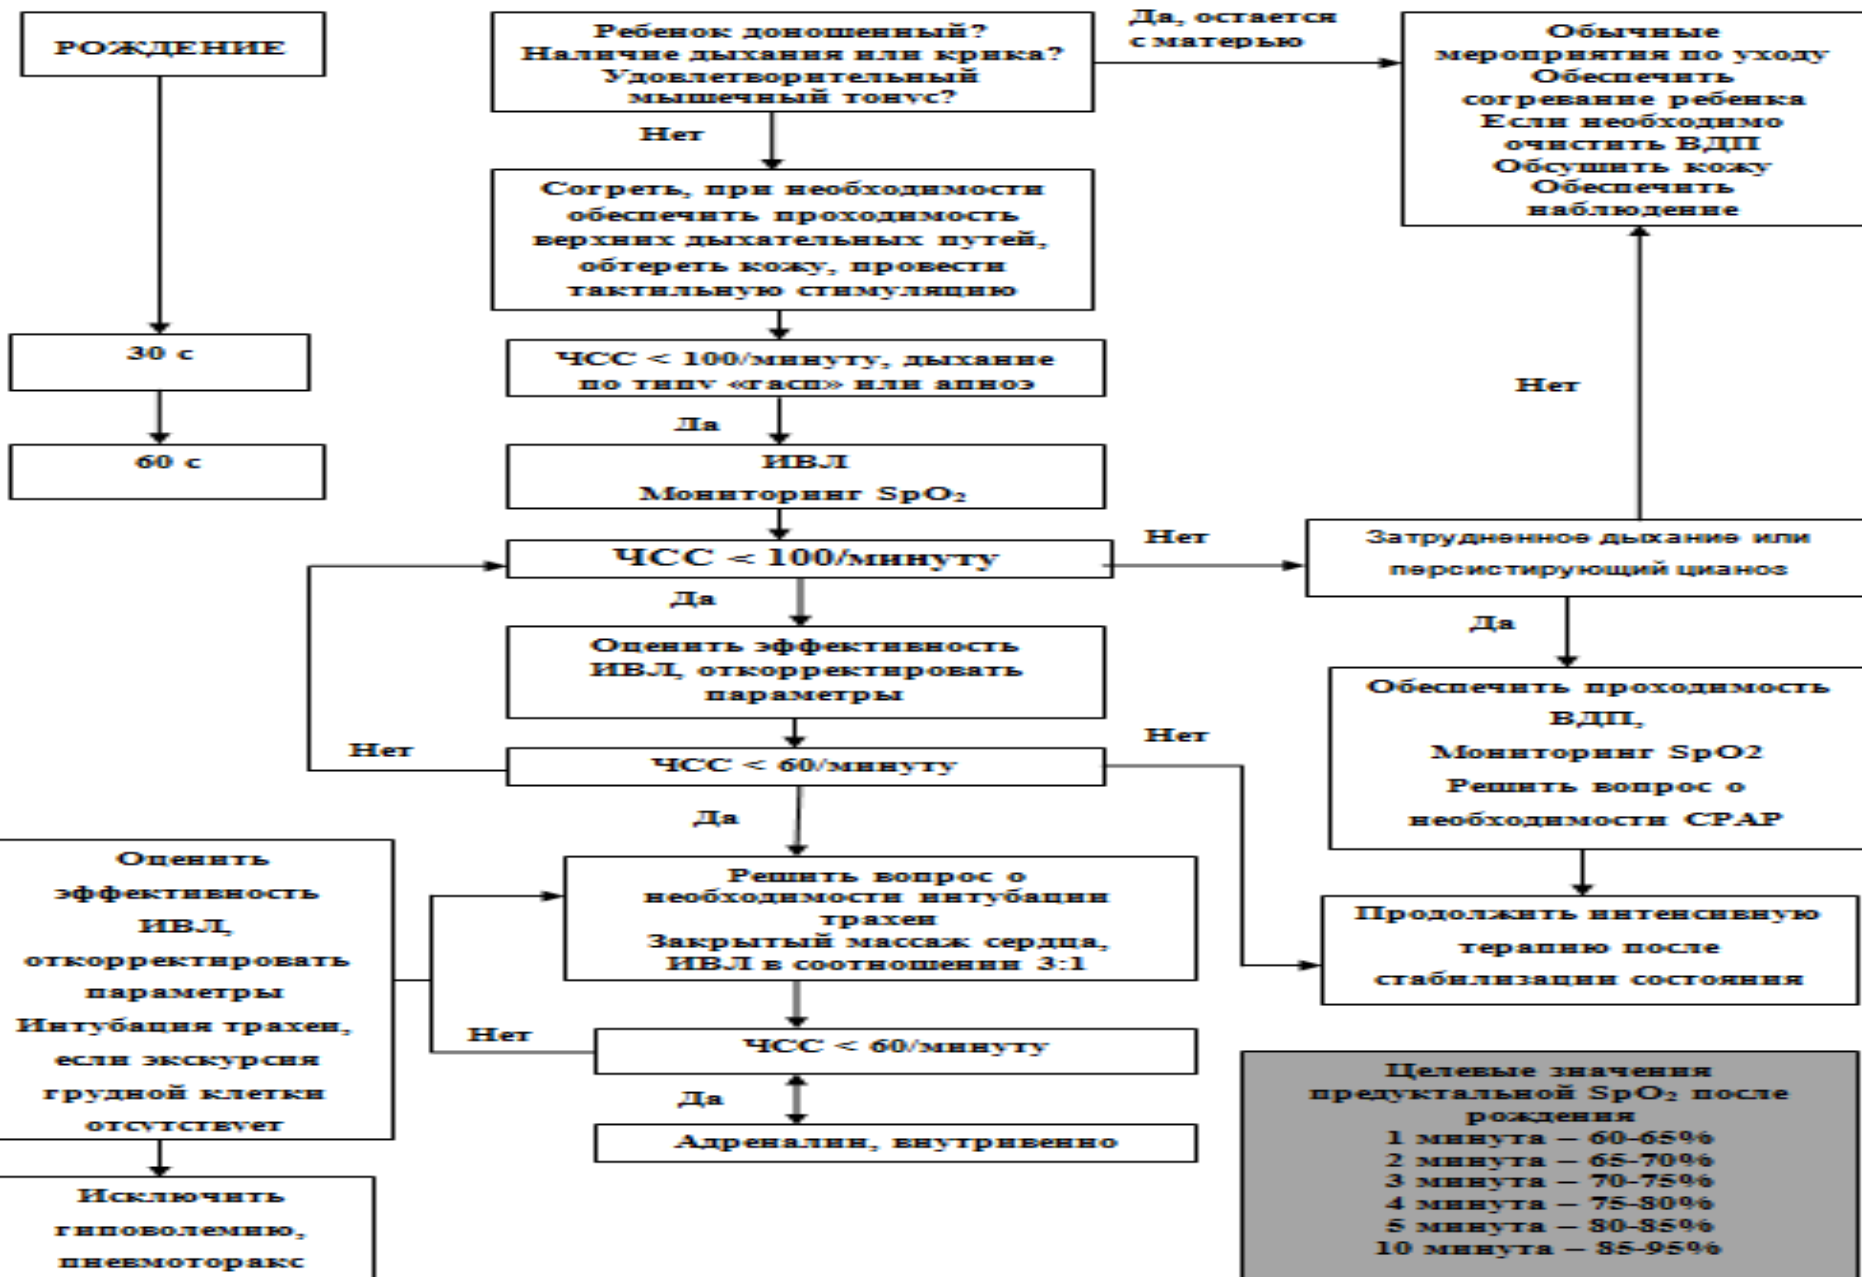 РОЖДЕНИЕ
30 с
60 с
Ребенок доношенный?
Наличие дыхания или крика?
Удовлетворительный
мышечный тонус?
Да, остается
с матерью
Обычные
мероприятия по уходу
Обеспечить
согревание ребенка
Если необходимо
очистить ВДП
Обсушить кожу
Обеспечить
наблюдение
Нет
Согреть, при необходимости
обеспечить проходимость
верхних дыхательных путей,
обтереть кожу, провести
тактильную стимуляцию
ЧСС < 100/минуту, дыхание
по типу «гасп» или апноэ
Да
ИВЛ
Мониторинг SpO₂
ЧСС < 100/минуту
Нет
Затрудненное дыхание или
персистирующий цианоз
Нет
Да
Обеспечить проходимость
ВДП,
Мониторинг SpO2
Решить вопрос о
необходимости СРАР
Продолжить интенсивную
терапию после
стабилизации состояния
Да
Оценить эффективность
ИВЛ, откорректировать
параметры
Нет
ЧСС < 60/минуту
Нет
Да
Решить вопрос о
необходимости интубации
трахеи
Закрытый массаж сердца,
ИВЛ в соотношении 3:1
Нет
ЧСС < 60/минуту
Да
Адреналин, внутривенно
Оценить
эффективность
ИВЛ,
откорректировать
параметры
Интубация трахеи,
если экскурсия
грудной клетки
отсутствует
Исключить
гиповолемию,
пневмоторакс
Целевые значения
предуктальной SpO₂ после
рождения
1 минута – 60-65%
2 минута – 65-70%
3 минута – 70-75%
4 минута – 75-80%
5 минута – 80-85%
10 минута – 85-95%